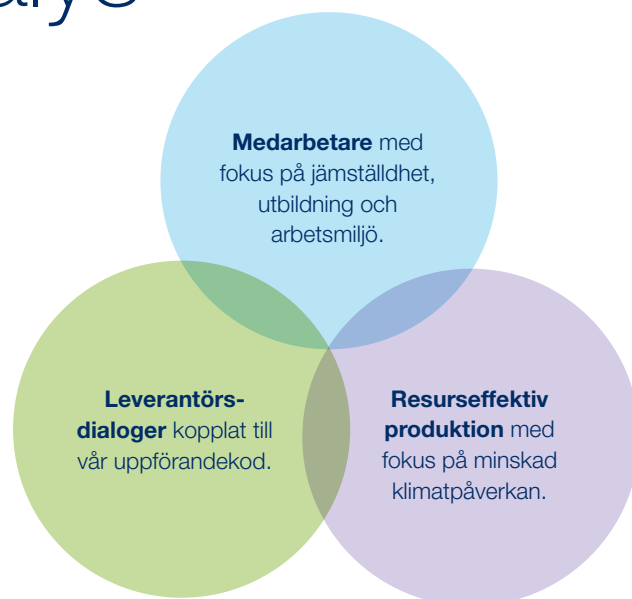 Medarbetare med
fokus på jämställdhet,
utbildning och
arbetsmiljö.
Leverantörs-
dialoger kopplat till
vår uppförandekod.
Resurseffektiv
produktion med
fokus på minskad
klimatpåverkan.